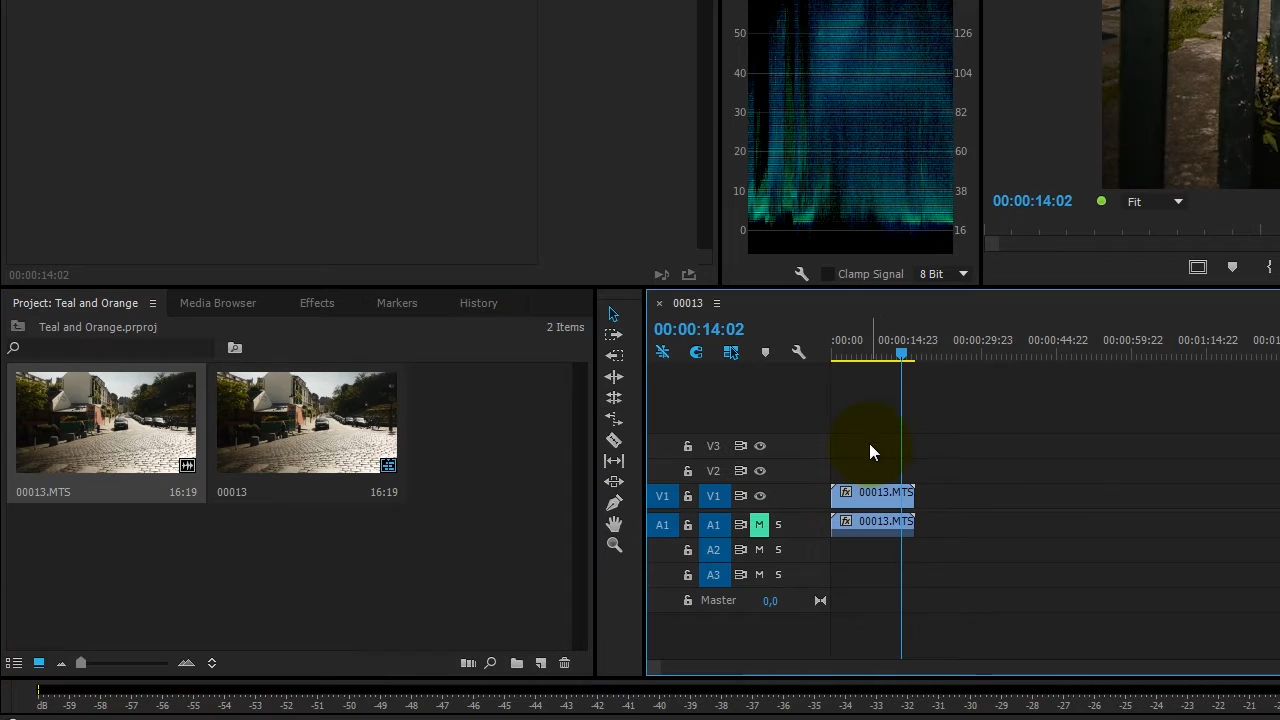 50
40
30
20
10
0
126
104
82
60
38
16
00:00:14:02
Clamp Signal 8 Bit
00:00:14:02 Fit
Project: Teal and Orange Media Browser Effects Markers History
Teal and Orange.prproj 2 Items
00013.MTS 16:19
00013 16:19
00013
00:00:14:02
:00:00 00:00:14:23 00:00:29:23 00:00:44:22 00:00:59:22 00:01:14:22 00:01
V3
V2
V1 V1 fx 00013.MTS
A1 A1 M S fx 00013.MTS
A2 M S
A3 M S
Master 0,0
dB -59 -58 -57 -56 -55 -54 -53 -52 -51 -50 -49 -48 -47 -46 -45 -44 -43 -42 -41 -40 -39 -38 -37 -36 -35 -34 -33 -32 -31 -30 -29 -28 -27 -26 -25 -24 -23 -22 -21 -20